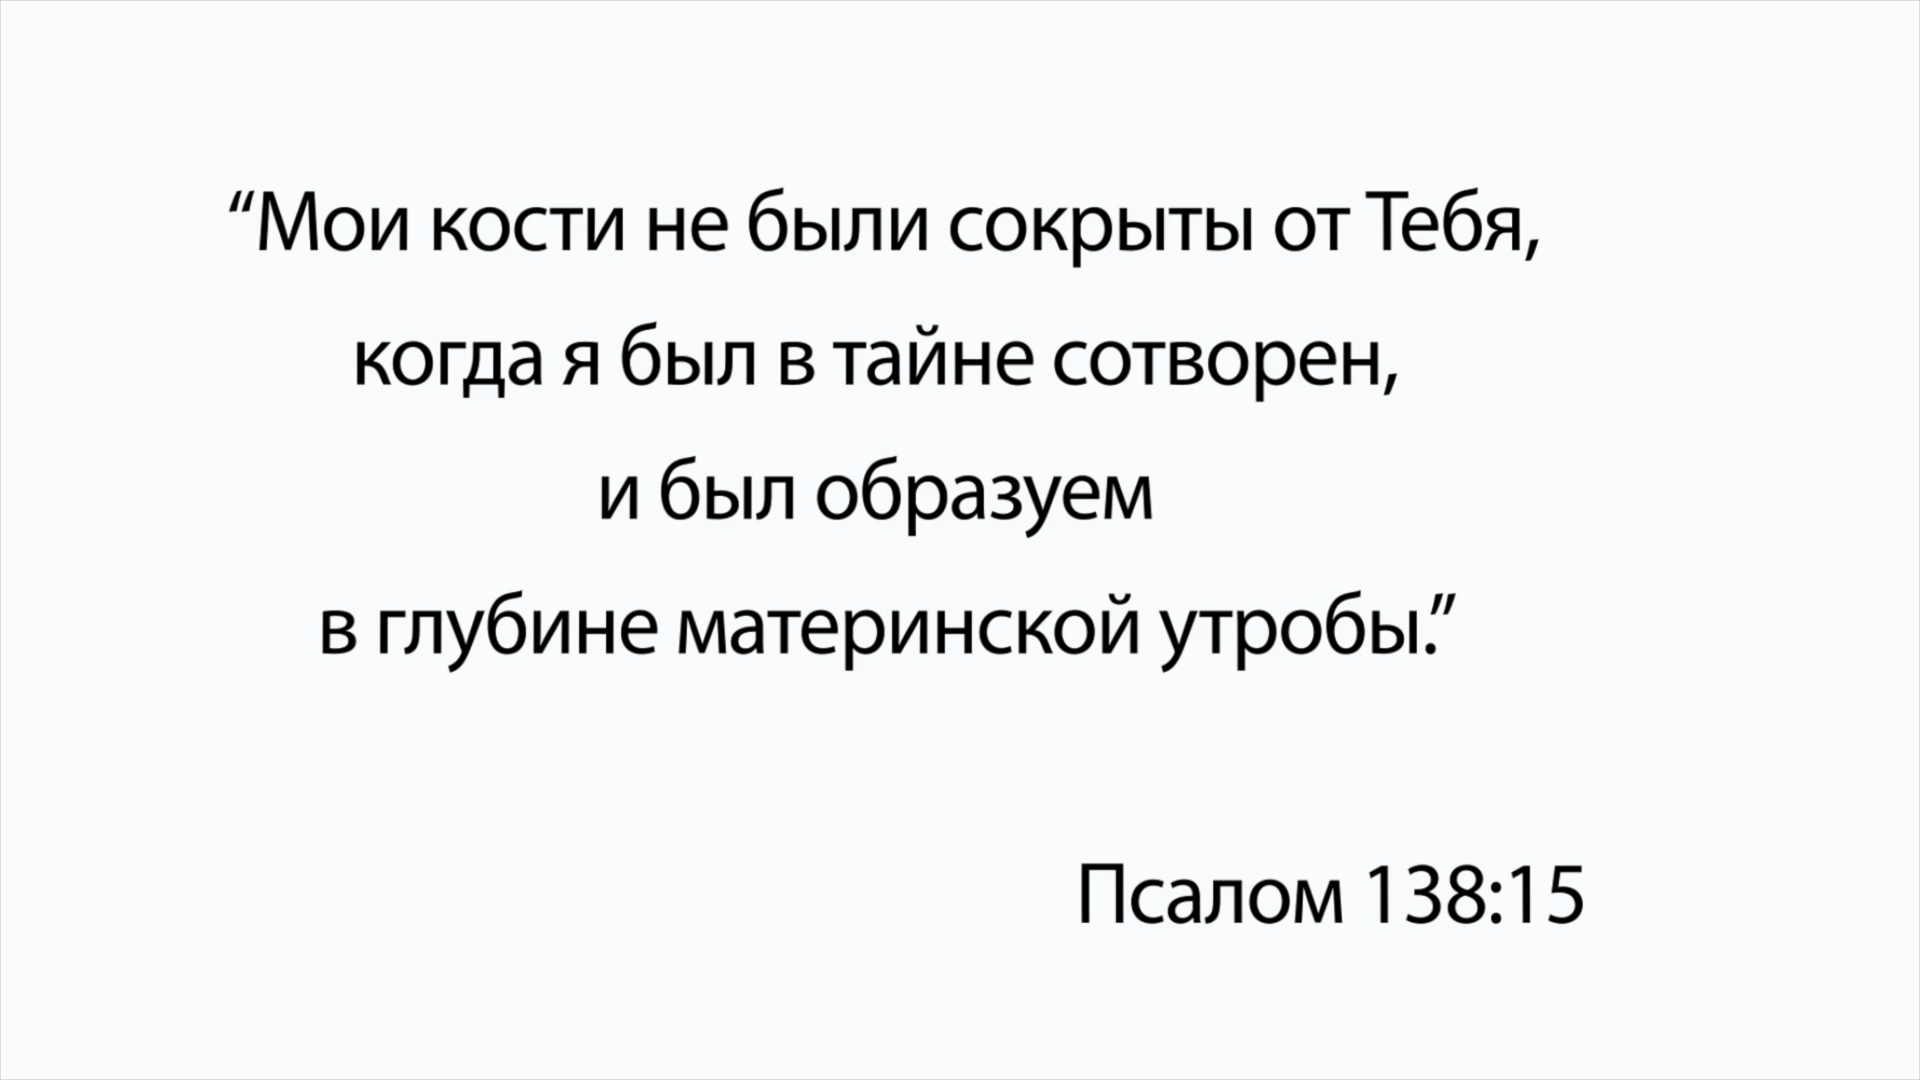 “Мои кости не были сокрыты от Тебя,
когда я был в тайне сотворен,
и был образуем
в глубине материнской утробы.”
Псалом 138:15